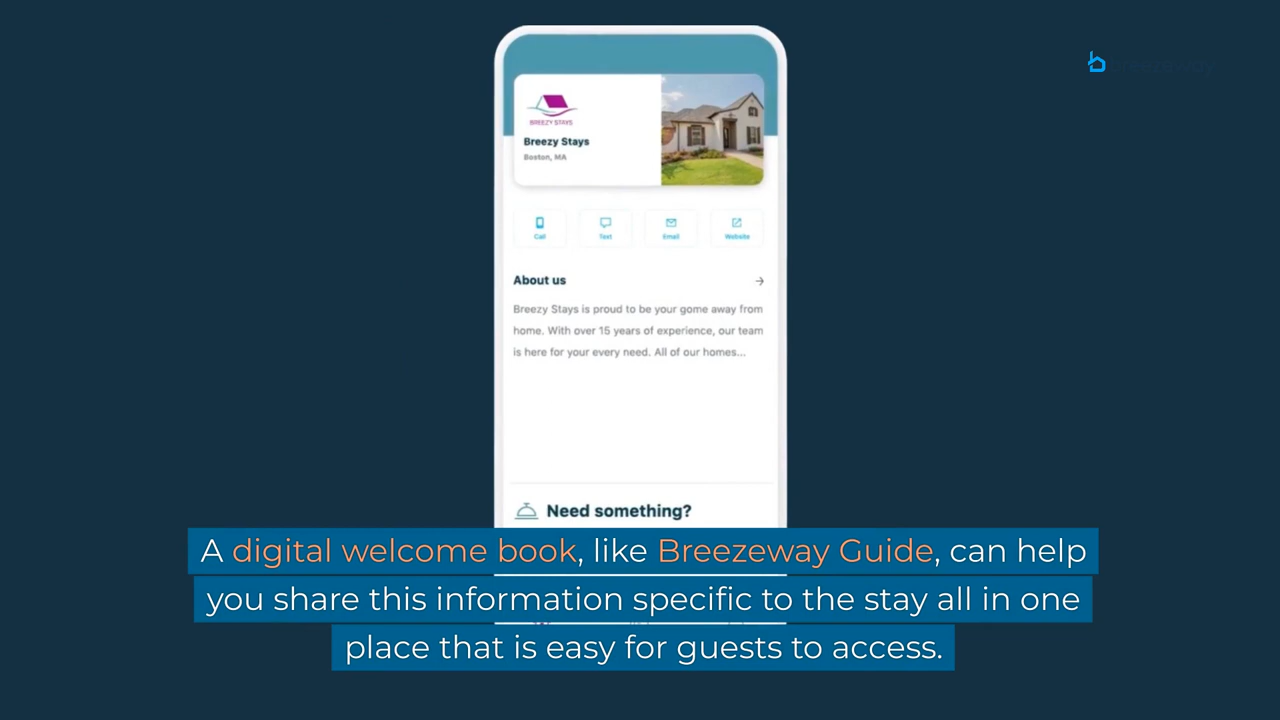 breezeway
BREEZY STAYS
Breezy Stays
Boston, MA
Call
Text
Email
Website
About us
Breezy Stays is proud to be your gome away from
home. With over 15 years of experience, our team
is here for your every need. All of our homes...
Need something?
A digital welcome book, like Breezeway Guide, can help
you share this information specific to the stay all in one
place that is easy for guests to access.